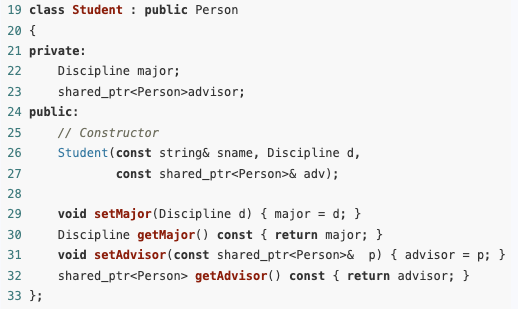 19 class Student : public Person
20 {
21 private:
22     Discipline major;
23     shared_ptr<Person>advisor;
24 public:
25     // Constructor
26     Student(const string& sname, Discipline d,
27             const shared_ptr<Person>& adv);
28
29     void setMajor(Discipline d) { major = d; }
30     Discipline getMajor() const { return major; }
31     void setAdvisor(const shared_ptr<Person>&  p) { advisor = p; }
32     shared_ptr<Person> getAdvisor() const { return advisor; }
33 };